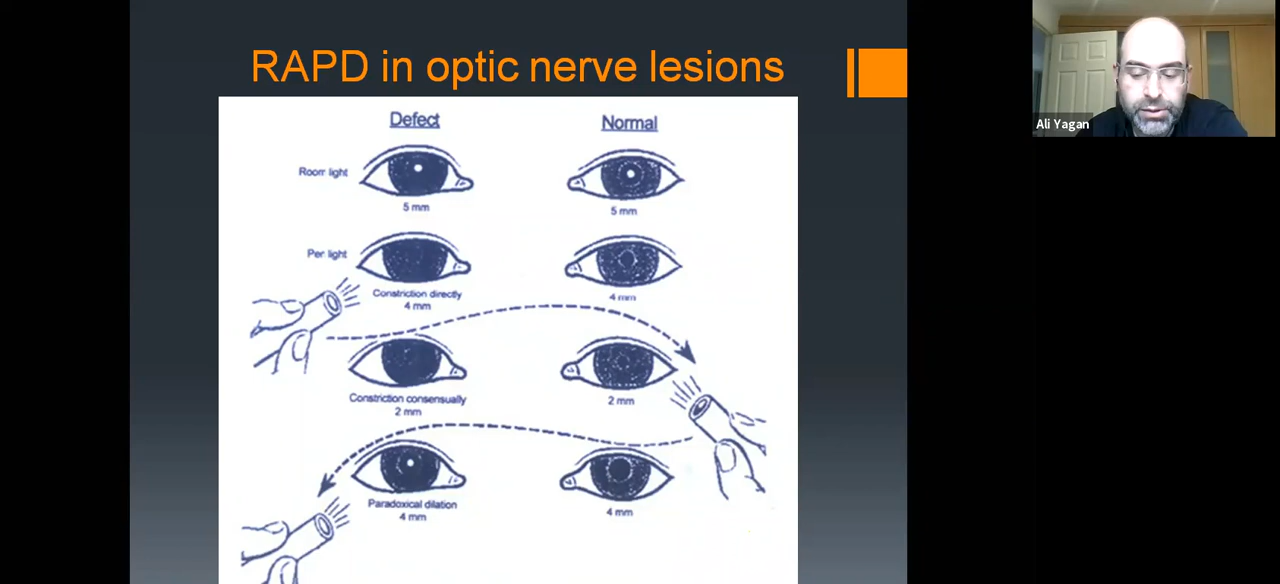 RAPD in optic nerve lesions
Ali Yagan
Defect
Normal
Room light
5 mm
5 mm
Pen light
Constriction directly
4 mm
4 mm
Constriction consensually
2 mm
2 mm
Paradoxical dilation
4 mm
4 mm